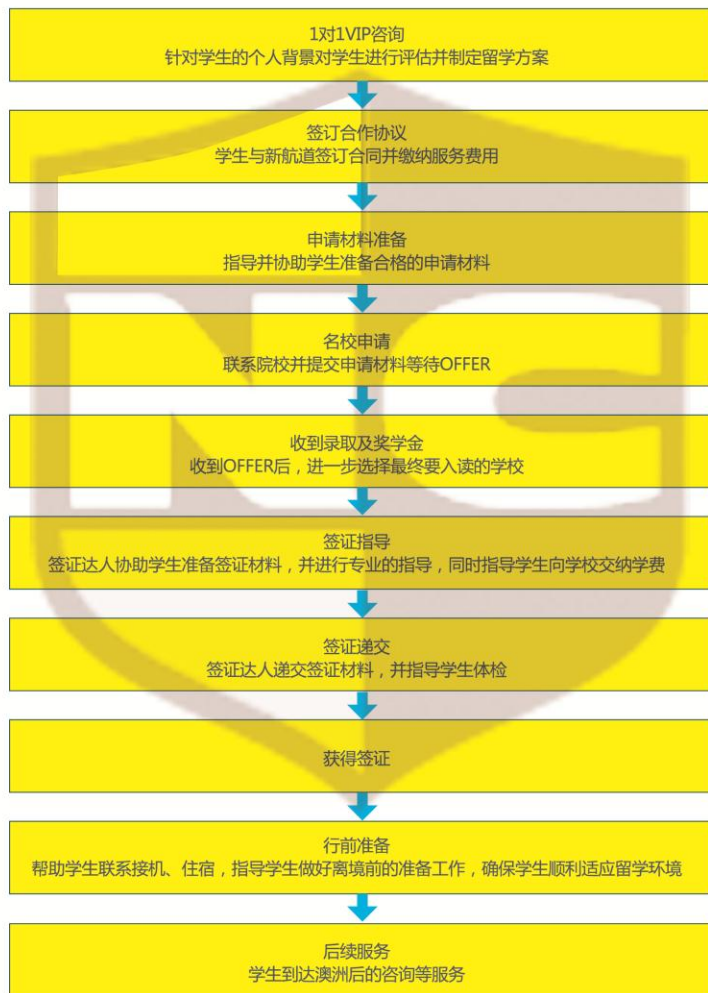 1对1VIP咨询
针对学生的个人背景对学生进行评估并制定留学方案
签订合作协议
学生与新航道签订合同并缴纳服务费用
申请材料准备
指导并协助学生准备合格的申请材料
名校申请
联系院校并提交申请材料等待OFFER
收到录取及奖学金
收到OFFER后，进一步选择最终要入读的学校
签证指导
签证达人协助学生准备签证材料，并进行专业的指导，同时指导学生向学校交纳学费
签证递交
签证达人递交签证材料，并指导学生体检
获得签证
行前准备
帮助学生联系接机、住宿，指导学生做好离境前的准备工作，确保学生顺利适应留学环境
后续服务
学生到达澳洲后的咨询等服务
NC